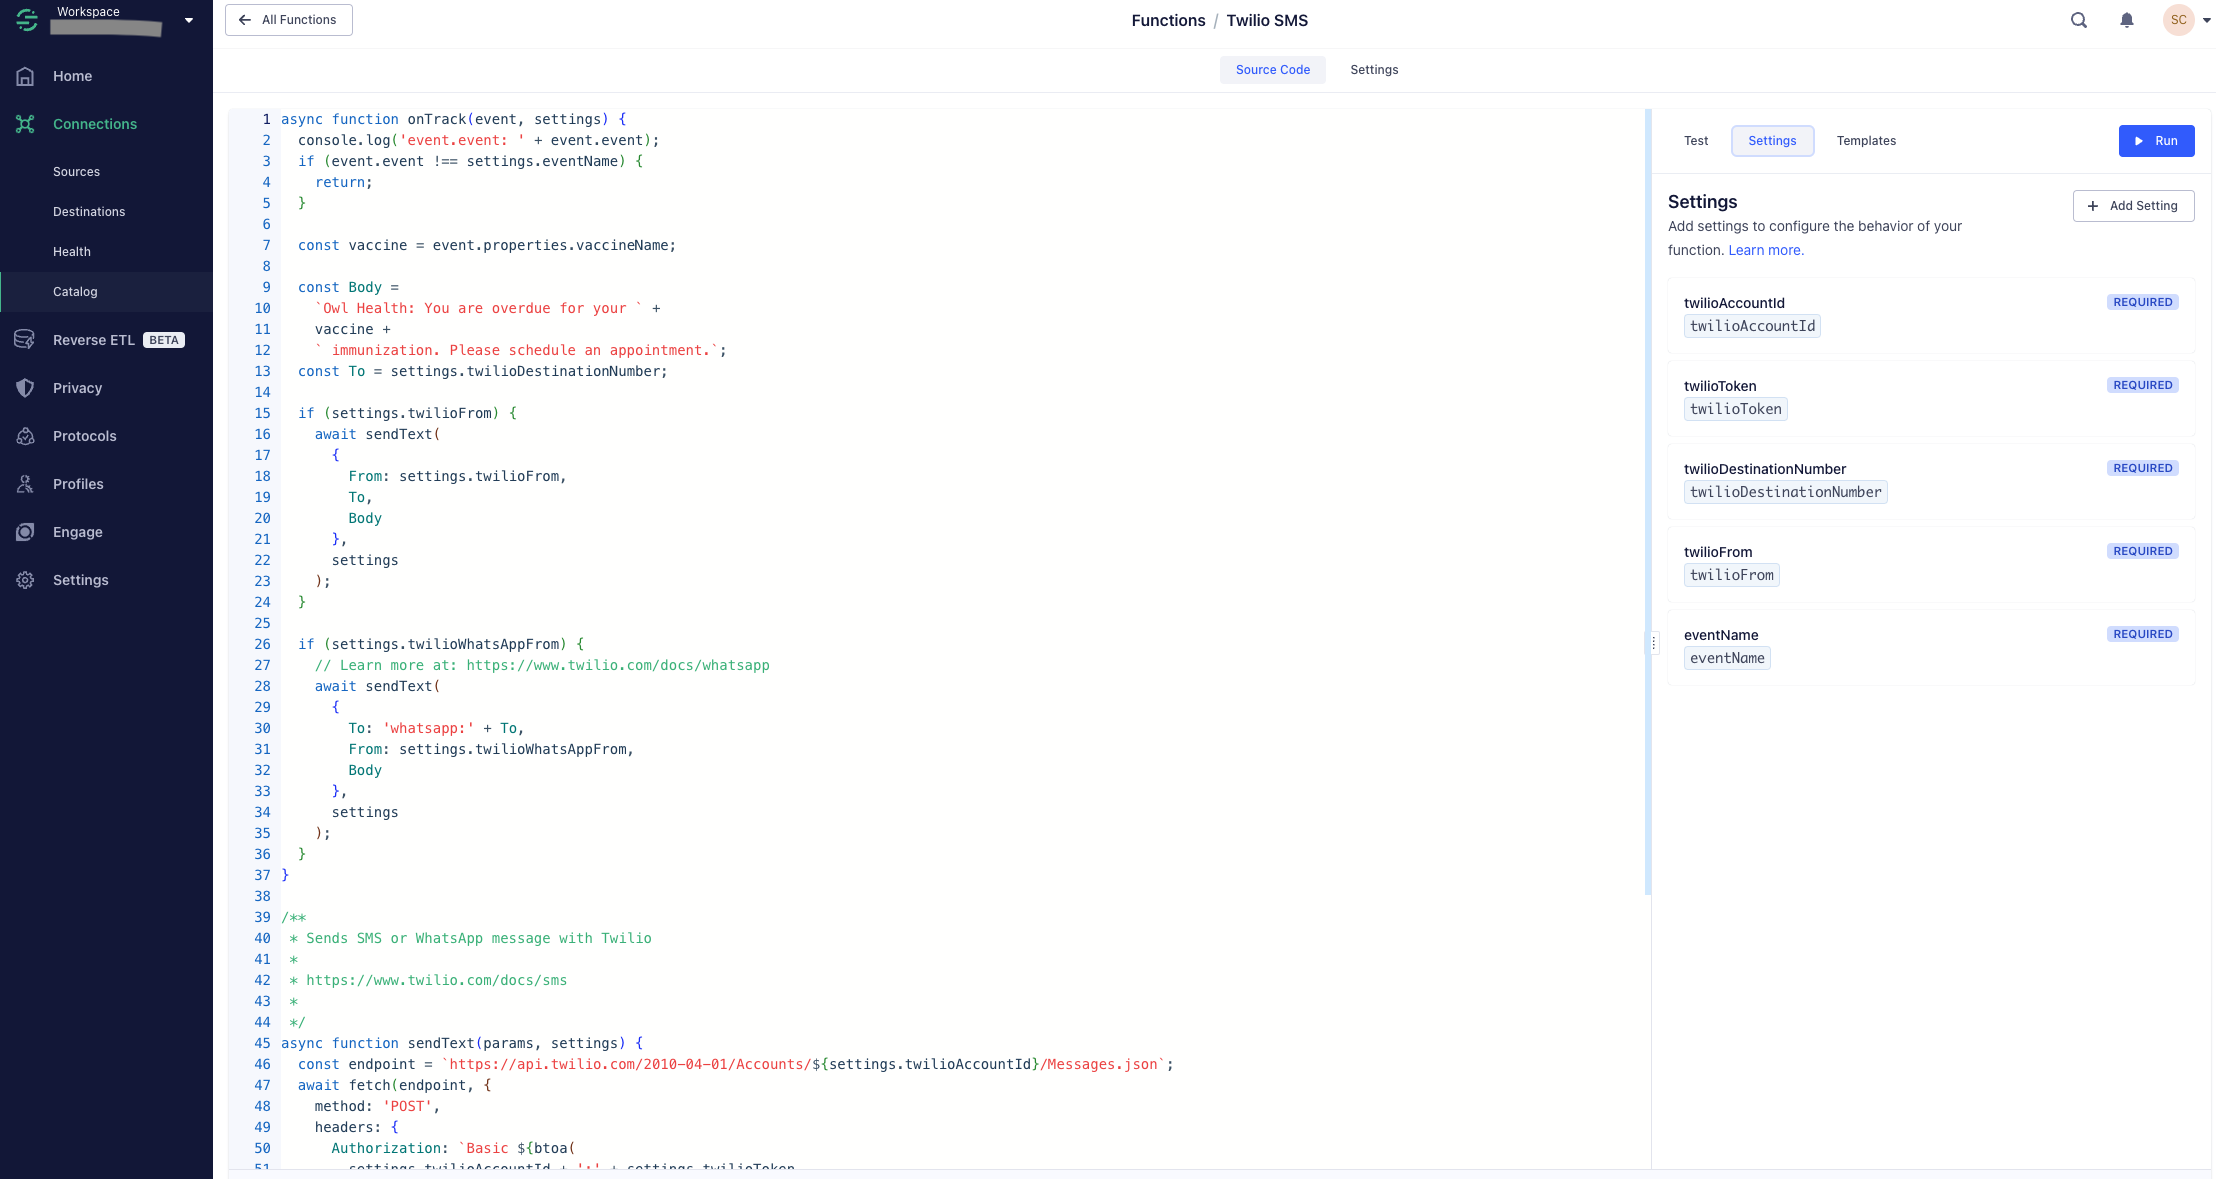 Workspace
Home
Connections
Sources
Destinations
Health
Catalog
Reverse ETL BETA
Privacy
Protocols
Profiles
Engage
Settings
All Functions
Functions / Twilio SMS
SC
Source Code Settings
1 async function onTrack(event, settings) {
2 console.log('event.event: ' + event.event);
3 if (event.event !== settings.eventName) {
4 return;
5 }
6
7 const vaccine = event.properties.vaccineName;
8
9 const Body =
10 `Owl Health: You are overdue for your ` +
11 vaccine +
12 ` immunization. Please schedule an appointment.`;
13 const To = settings.twilioDestinationNumber;
14
15 if (settings.twilioFrom) {
16 await sendText(
17 {
18 From: settings.twilioFrom,
19 To,
20 Body
21 },
22 settings
23 );
24 }
25
26 if (settings.twilioWhatsAppFrom) {
27 // Learn more at: https://www.twilio.com/docs/whatsapp
28 await sendText(
29 {
30 To: 'whatsapp:' + To,
31 From: settings.twilioWhatsAppFrom,
32 Body
33 },
34 settings
35 );
36 }
37 }
38
39 /**
40 * Sends SMS or WhatsApp message with Twilio
41 *
42 * https://www.twilio.com/docs/sms
43 *
44 */
45 async function sendText(params, settings) {
46 const endpoint = `https://api.twilio.com/2010-04-01/Accounts/${settings.twilioAccountId}/Messages.json`;
47 await fetch(endpoint, {
48 method: 'POST',
49 headers: {
50 Authorization: `Basic ${btoa(
51 settings.twilioAccountId + ':' + settings.twilioToken
Test Settings Templates Run
Settings
Add Setting
Add settings to configure the behavior of your
function. Learn more.
twilioAccountId REQUIRED
twilioAccountId
twilioToken REQUIRED
twilioToken
twilioDestinationNumber REQUIRED
twilioDestinationNumber
twilioFrom REQUIRED
twilioFrom
eventName REQUIRED
eventName